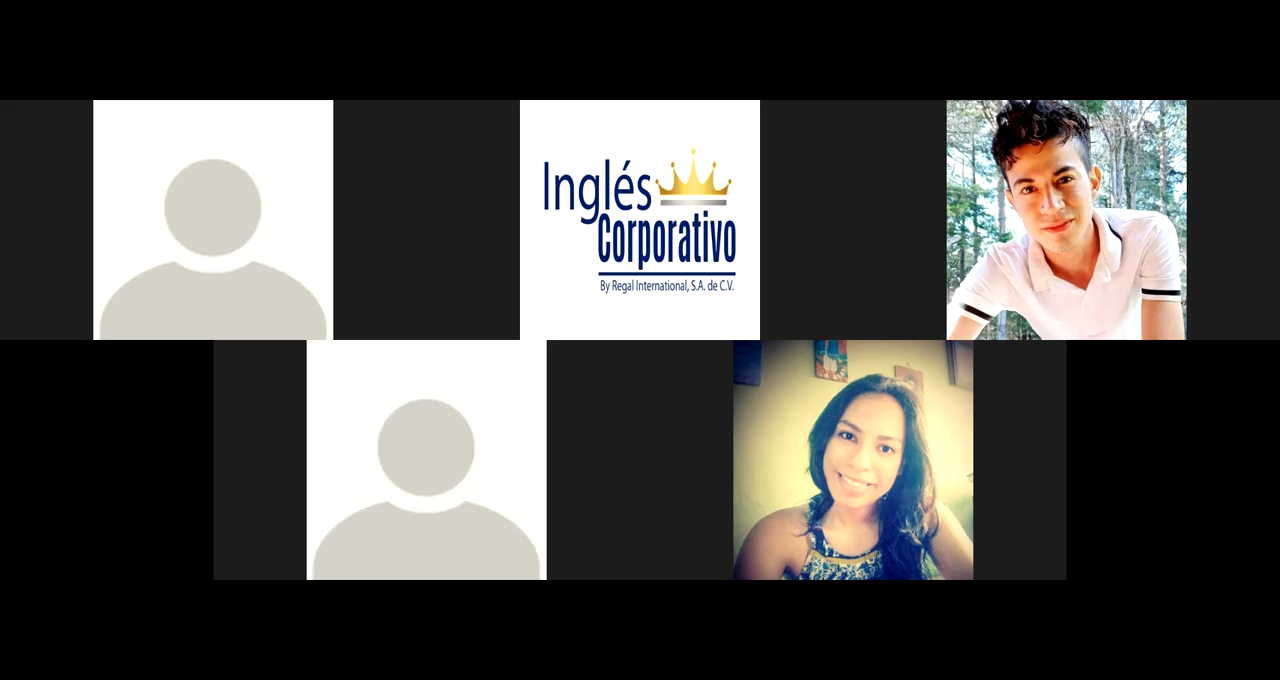 Inglés
Corporativo
By Regal International, S.A. de C.V.